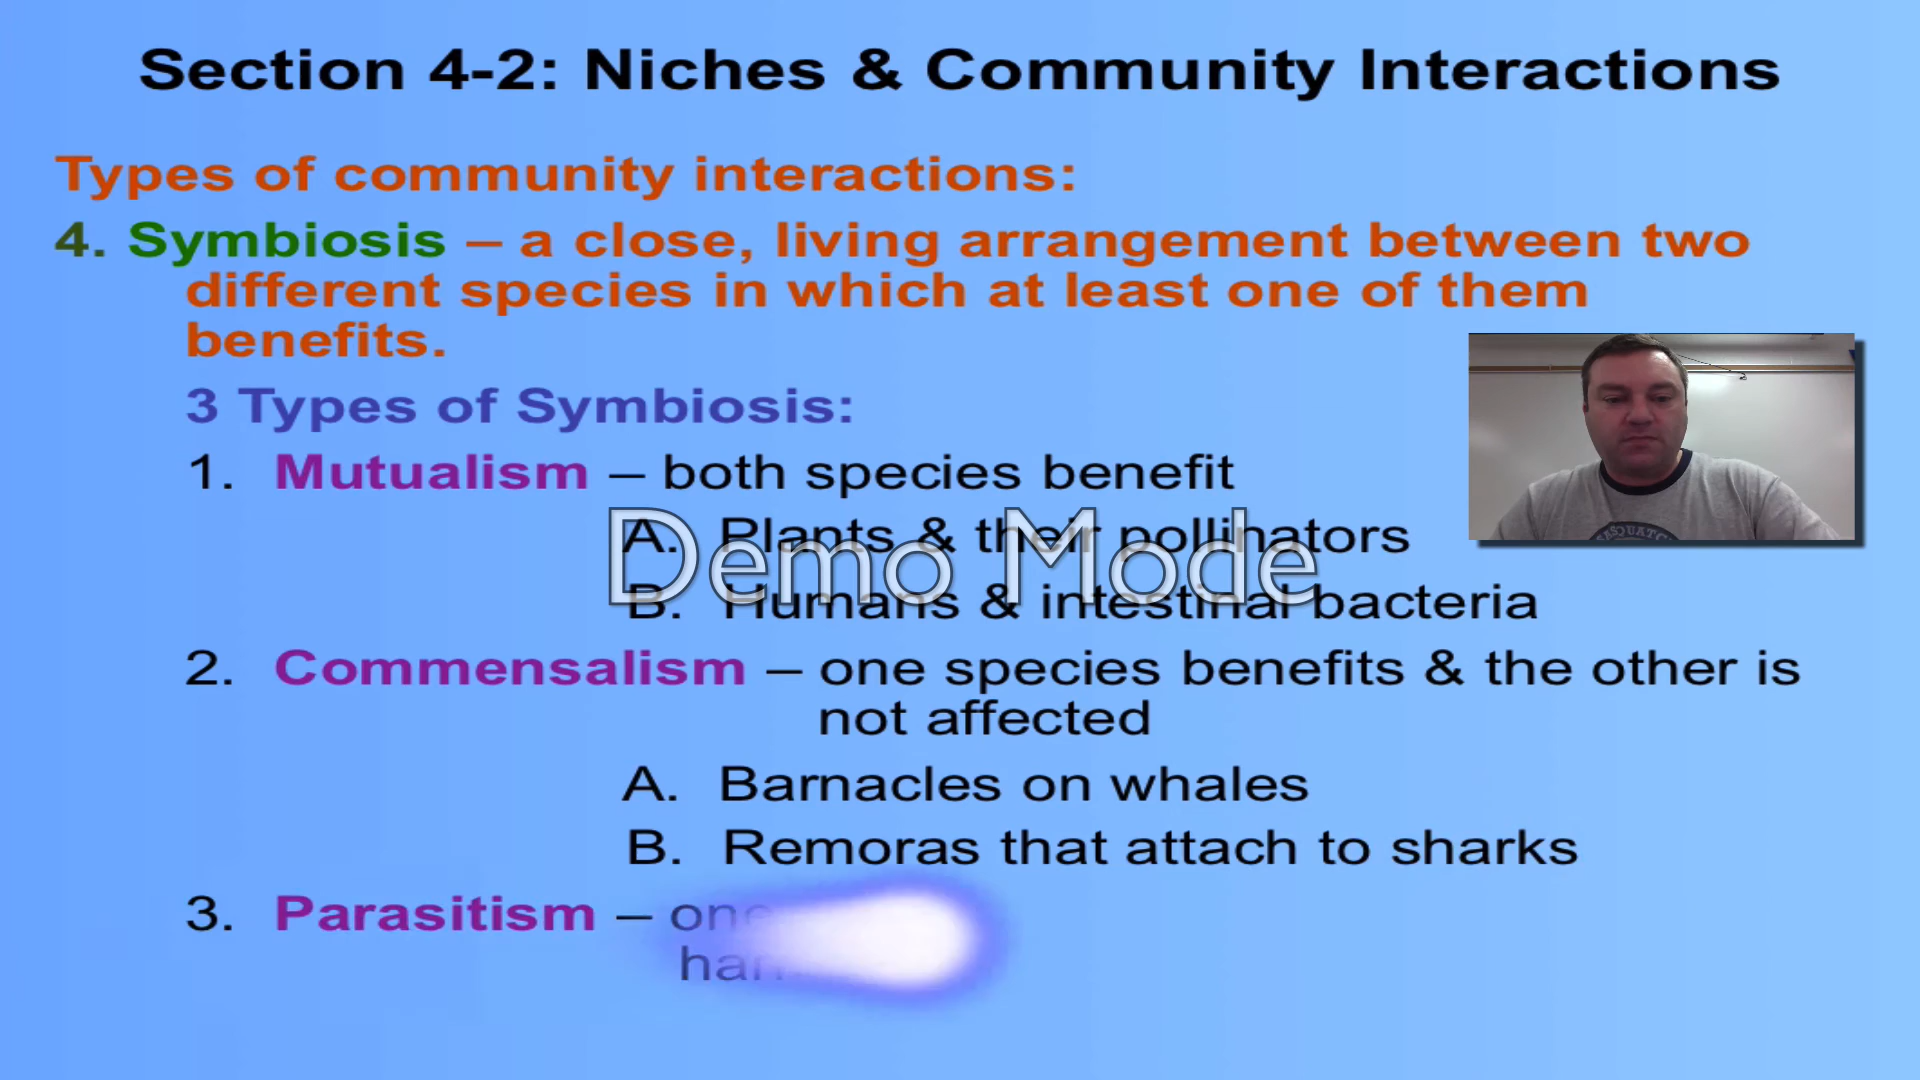 Section 4-2: Niches & Community Interactions
Types of community interactions:
4. Symbiosis – a close, living arrangement between two
different species in which at least one of them
benefits.
3 Types of Symbiosis:
1. Mutualism – both species benefit
A. Plants & their pollinators
Demo Mode
B. Humans & intestinal bacteria
2. Commensalism – one species benefits & the other is
not affected
A. Barnacles on whales
B. Remoras that attach to sharks
3. Parasitism – one